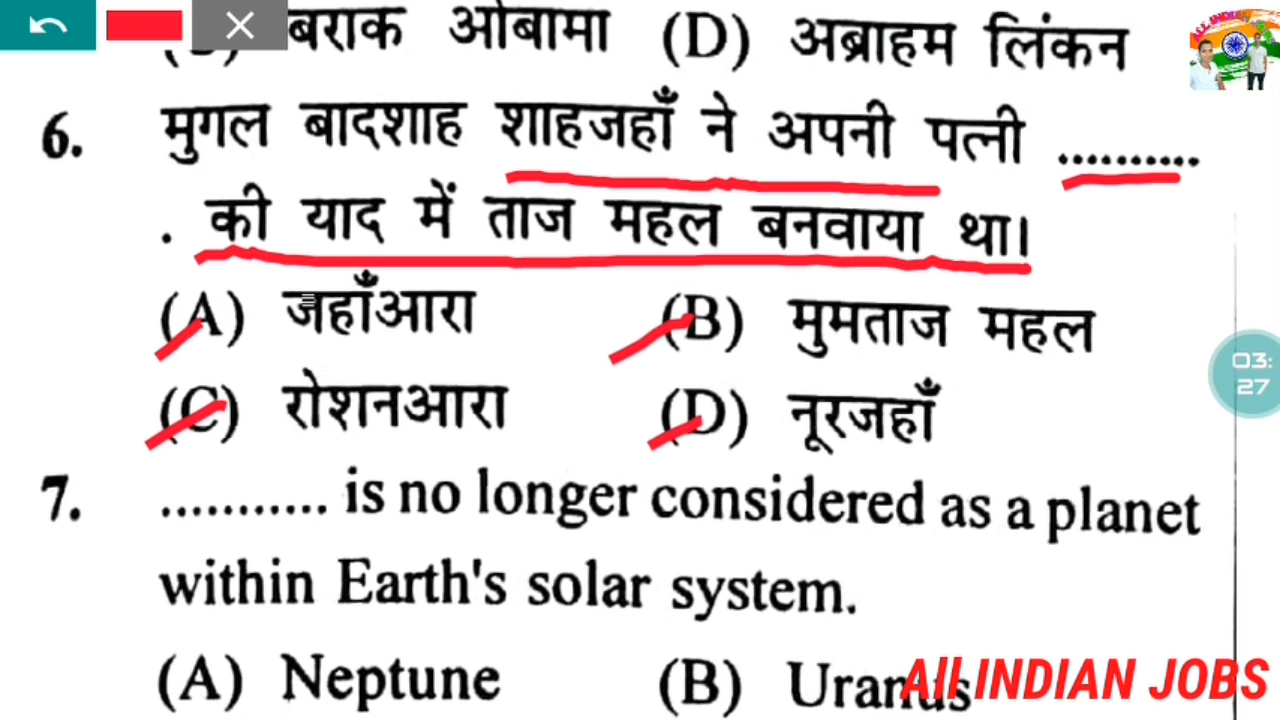 बराक ओबामा (D) अब्राहम लिंकन
6. मुगल बादशाह शाहजहाँ ने अपनी पत्नी ...........
. की याद में ताज महल बनवाया था।
(A) जहाँआरा (B) मुमताज महल
(C) रोशनआरा (D) नूरजहाँ
03:
27
7. ........... is no longer considered as a planet
within Earth's solar system.
(A) Neptune (B) Uranus
All INDIAN JOBS